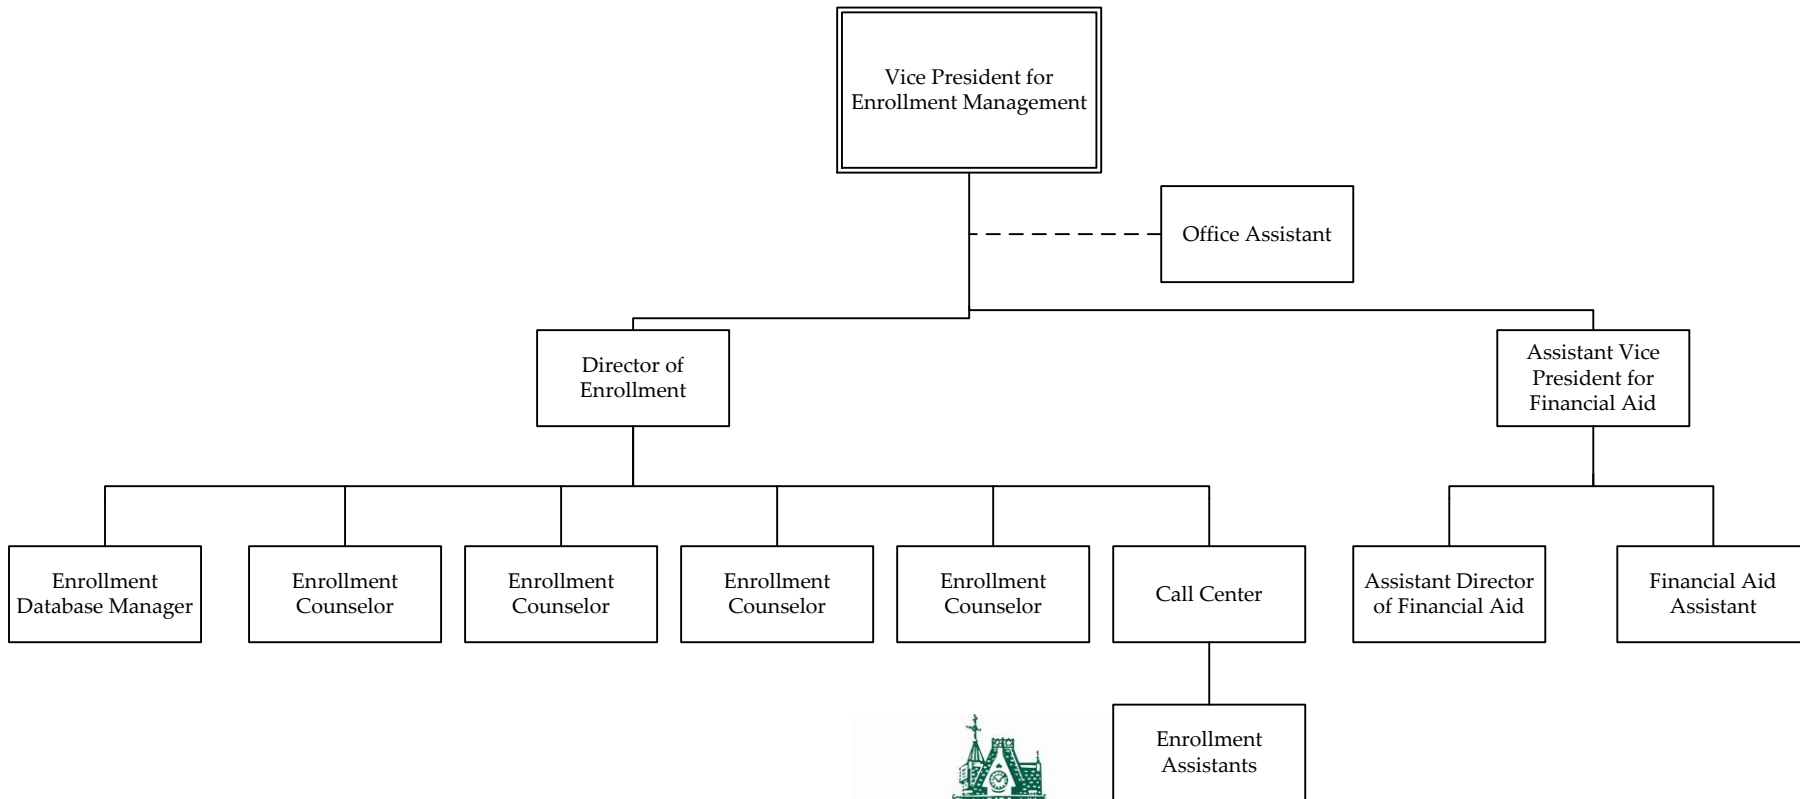 Vice President for
Enrollment Management
Office Assistant
Director of
Enrollment
Assistant Vice
President for
Financial Aid
Enrollment
Database Manager
Enrollment
Counselor
Enrollment
Counselor
Enrollment
Counselor
Enrollment
Counselor
Call Center
Assistant Director
of Financial Aid
Financial Aid
Assistant
Enrollment
Assistants